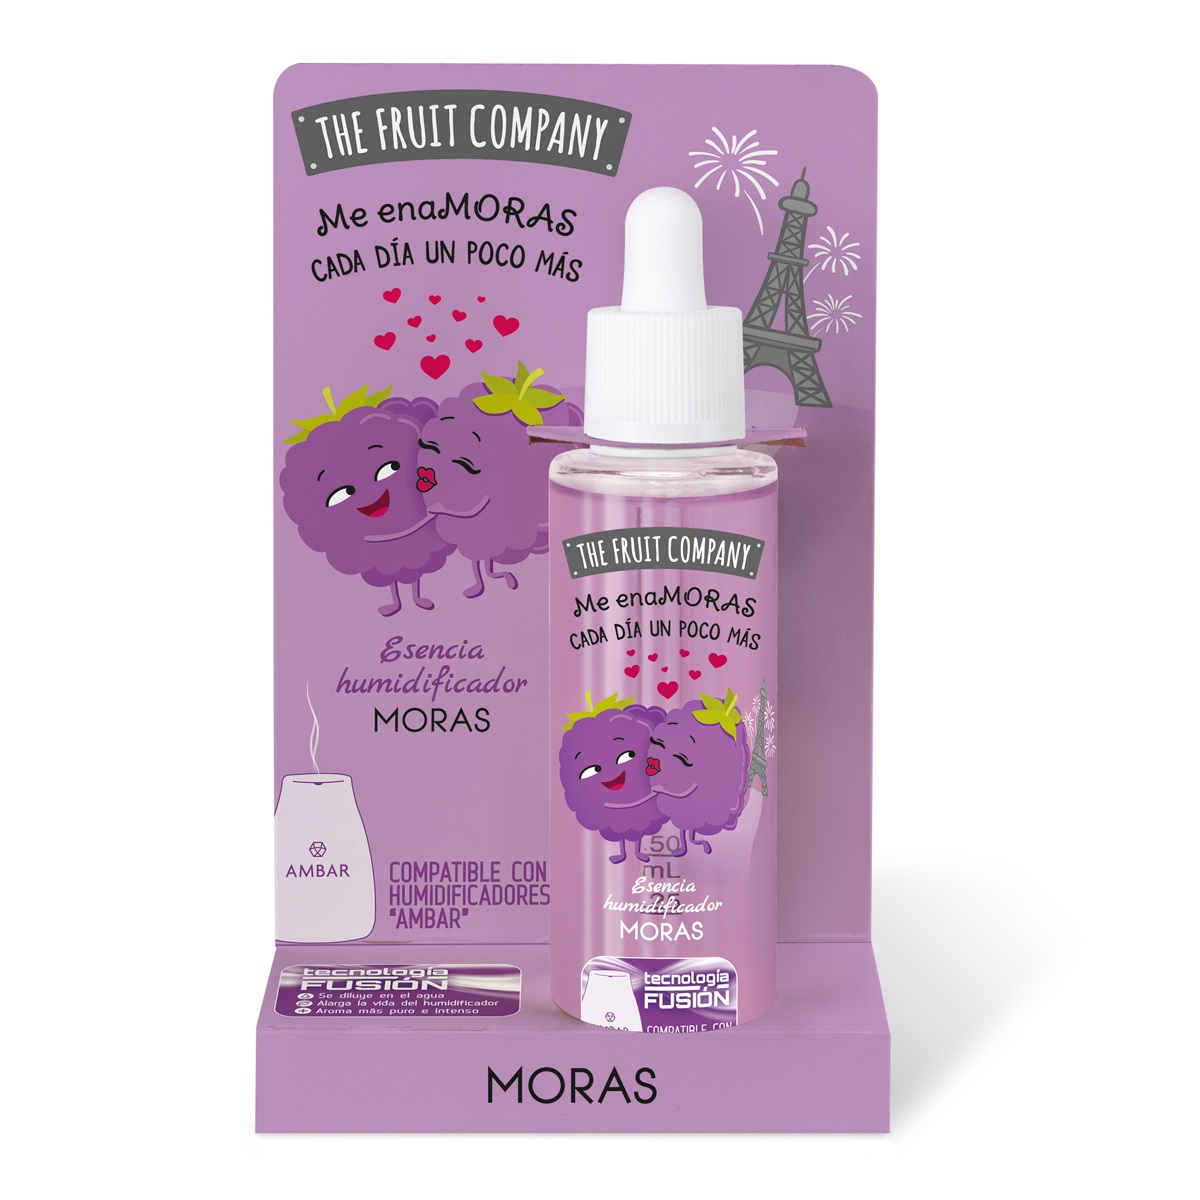 THE FRUIT COMPANY
Me enaMORAS
CADA DÍA UN POCO MÁS
Esencia
humidificador
MORAS
AMBAR
COMPATIBLE CON
HUMIDIFICADORES
"AMBAR"
tecnología
FUSIÓN
Se diluye en el agua
Alarga la vida del humidificador
Aroma más puro e intenso
THE FRUIT COMPANY
Me enaMORAS
CADA DÍA UN POCO MÁS
50
mL
25
Esencia
humidificador
MORAS
tecnología
FUSIÓN
AMBAR
COMPATIBLE CON
MORAS